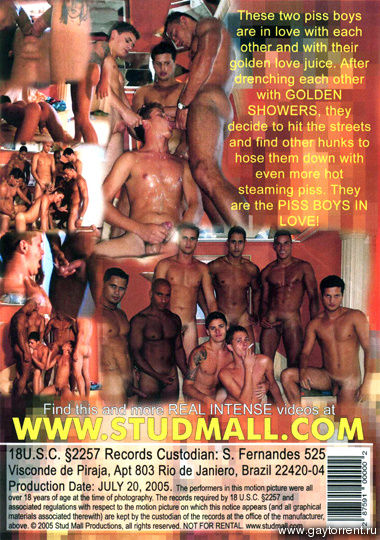 These two piss boys
are in love with each
other and with their
golden love juice. After
drenching each other
with GOLDEN
SHOWERS, they
decide to hit the streets
and find other hunks to
hose them down with
even more hot
steaming piss. They
are the PISS BOYS IN
LOVE!
Find this and more REAL INTENSE videos at
WWW.STUDMALL.COM
18U.S.C. §2257 Records Custodian: S. Fernandes 525
Visconde de Piraja, Apt 803 Rio de Janiero, Brazil 22420-04
Production Date: JULY 20, 2005. The performers in this motion picture were all
over 18 years of age at the time of photography. The records required by 18 U.S.C. §2257 and
associated regulations with respect to the motion picture on which this notice appears (and all graphical
materials associated therewith) are kept by the custodian of the records at the office of the manufacturer,
above. © 2005 Stud Mall Productions, all rights reserved. NOT FOR RENTAL. www.studmall.com
www.gaytorrent.ru